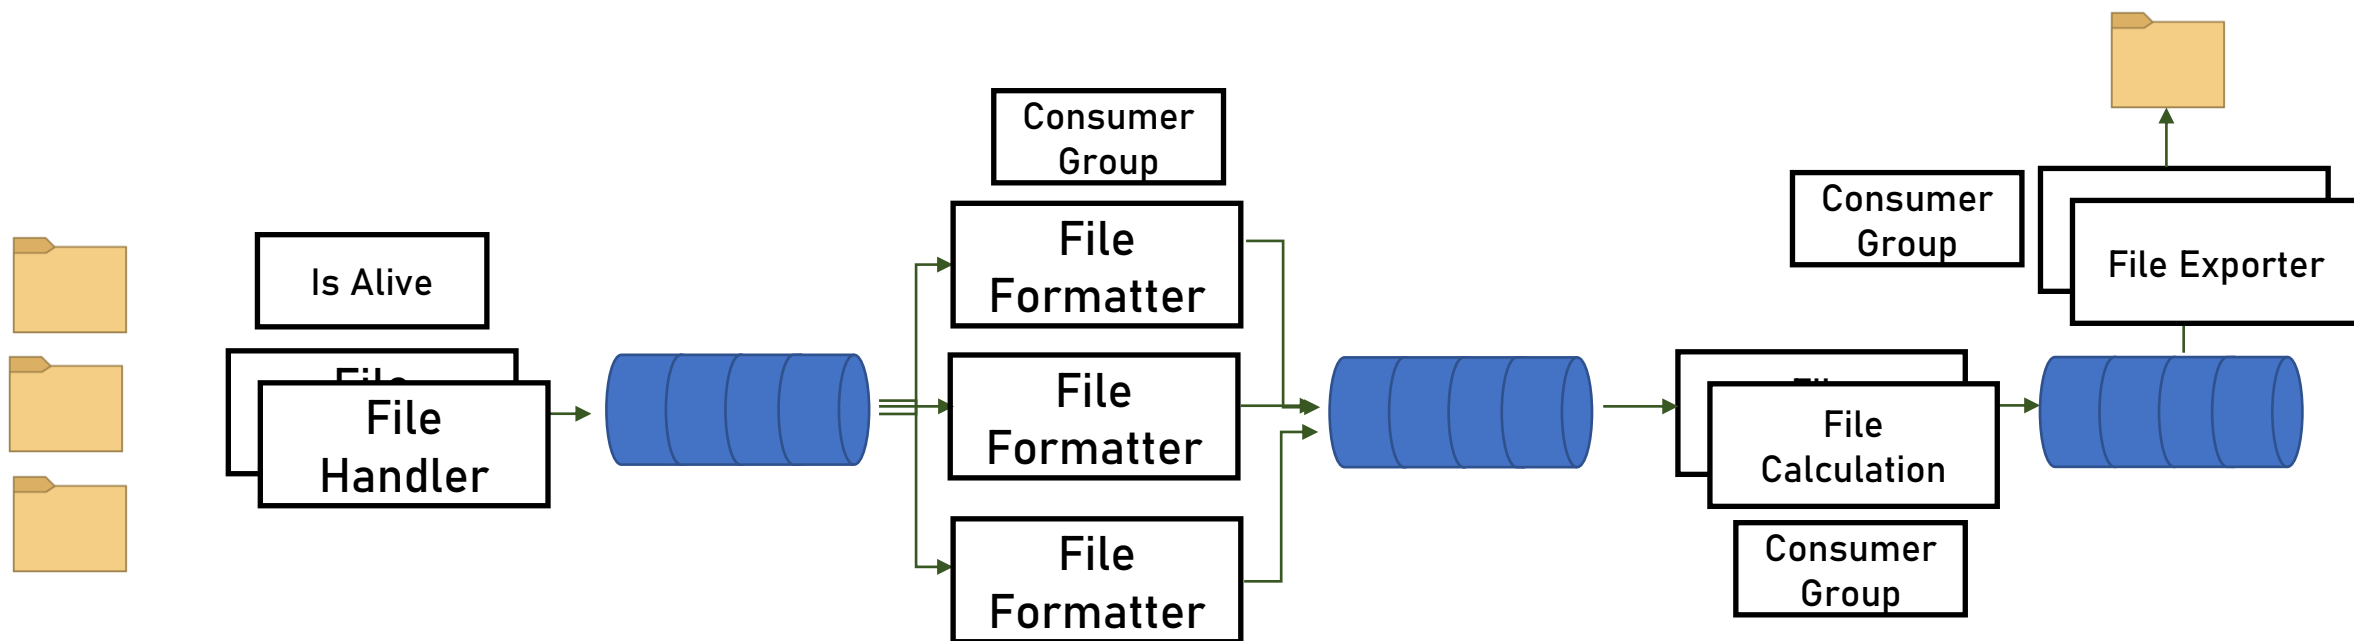 Is Alive
File
Handler
Consumer
Group
File
Formatter
File
Formatter
File
Formatter
File
Calculation
Consumer
Group
Consumer
Group
File Exporter